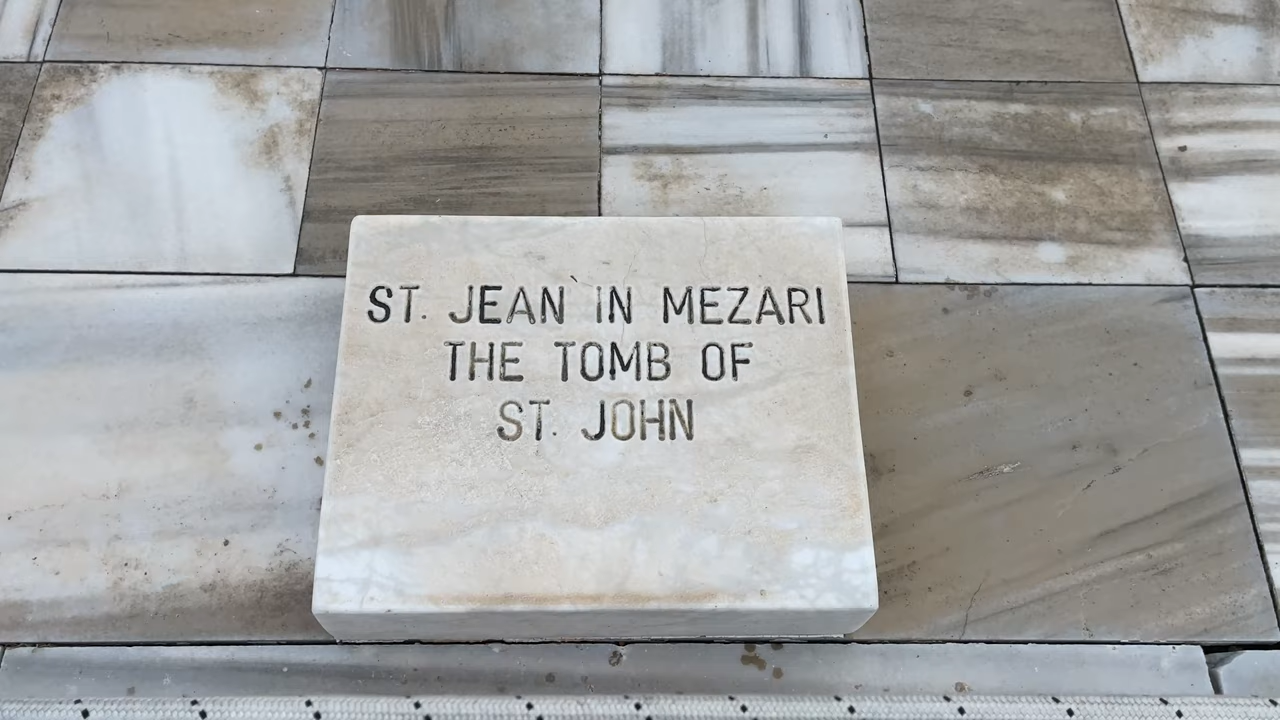 ST. JEAN IN MEZARI
THE TOMB OF
ST. JOHN